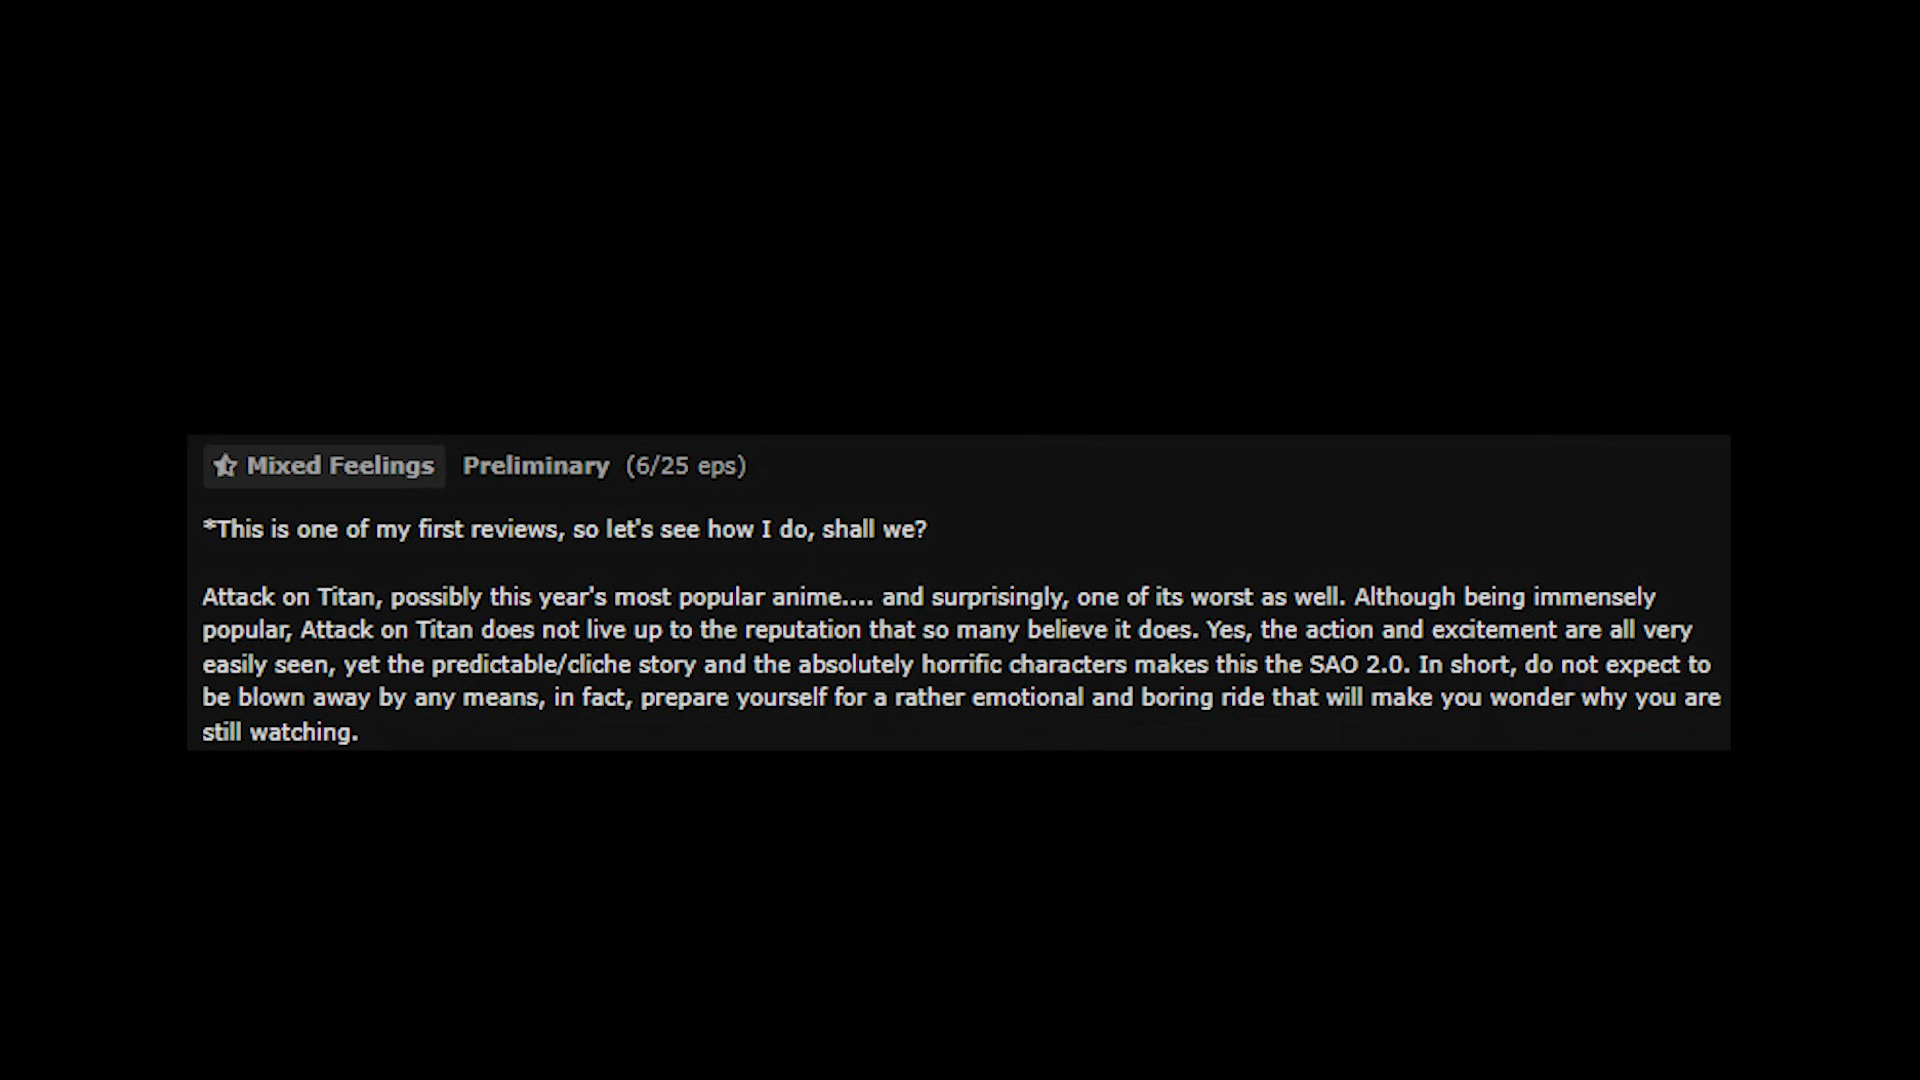 Mixed Feelings Preliminary (6/25 eps)
*This is one of my first reviews, so let's see how I do, shall we?
Attack on Titan, possibly this year's most popular anime.... and surprisingly, one of its worst as well. Although being immensely
popular, Attack on Titan does not live up to the reputation that so many believe it does. Yes, the action and excitement are all very
easily seen, yet the predictable/cliche story and the absolutely horrific characters makes this the SAO 2.0. In short, do not expect to
be blown away by any means, in fact, prepare yourself for a rather emotional and boring ride that will make you wonder why you are
still watching.